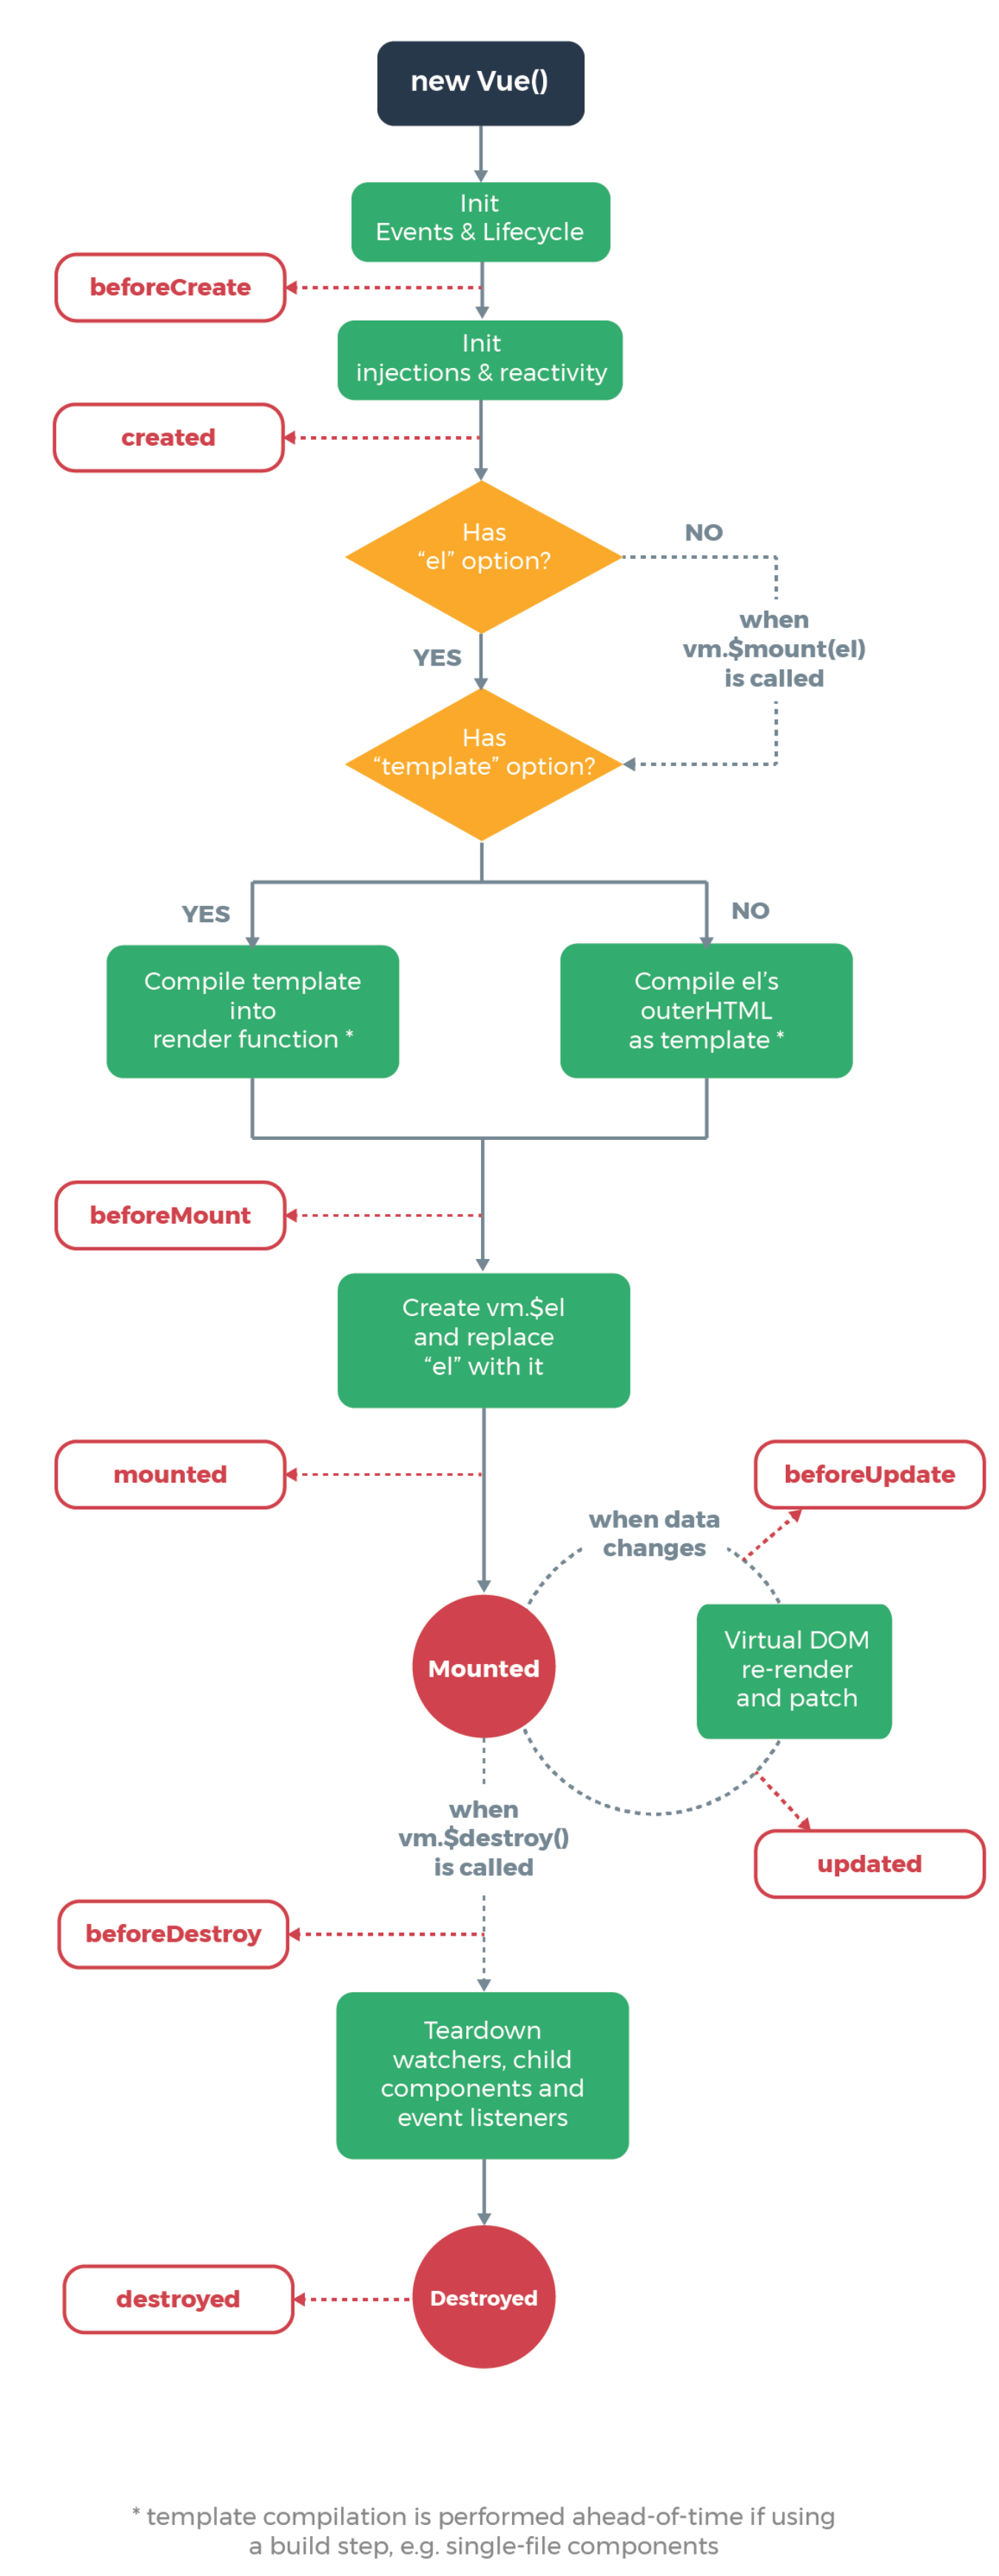 new Vue()
Init
Events & Lifecycle
beforeCreate
Init
injections & reactivity
created
Has
“el” option?
NO
when
vm.$mount(el)
is called
YES
Has
“template” option?
YES
NO
Compile template
into
render function *
Compile el’s
outerHTML
as template *
beforeMount
Create vm.$el
and replace
“el” with it
mounted
beforeUpdate
when data
changes
Mounted
Virtual DOM
re-render
and patch
when
vm.$destroy()
is called
updated
beforeDestroy
Teardown
watchers, child
components and
event listeners
destroyed
Destroyed
* template compilation is performed ahead-of-time if using
a build step, e.g. single-file components